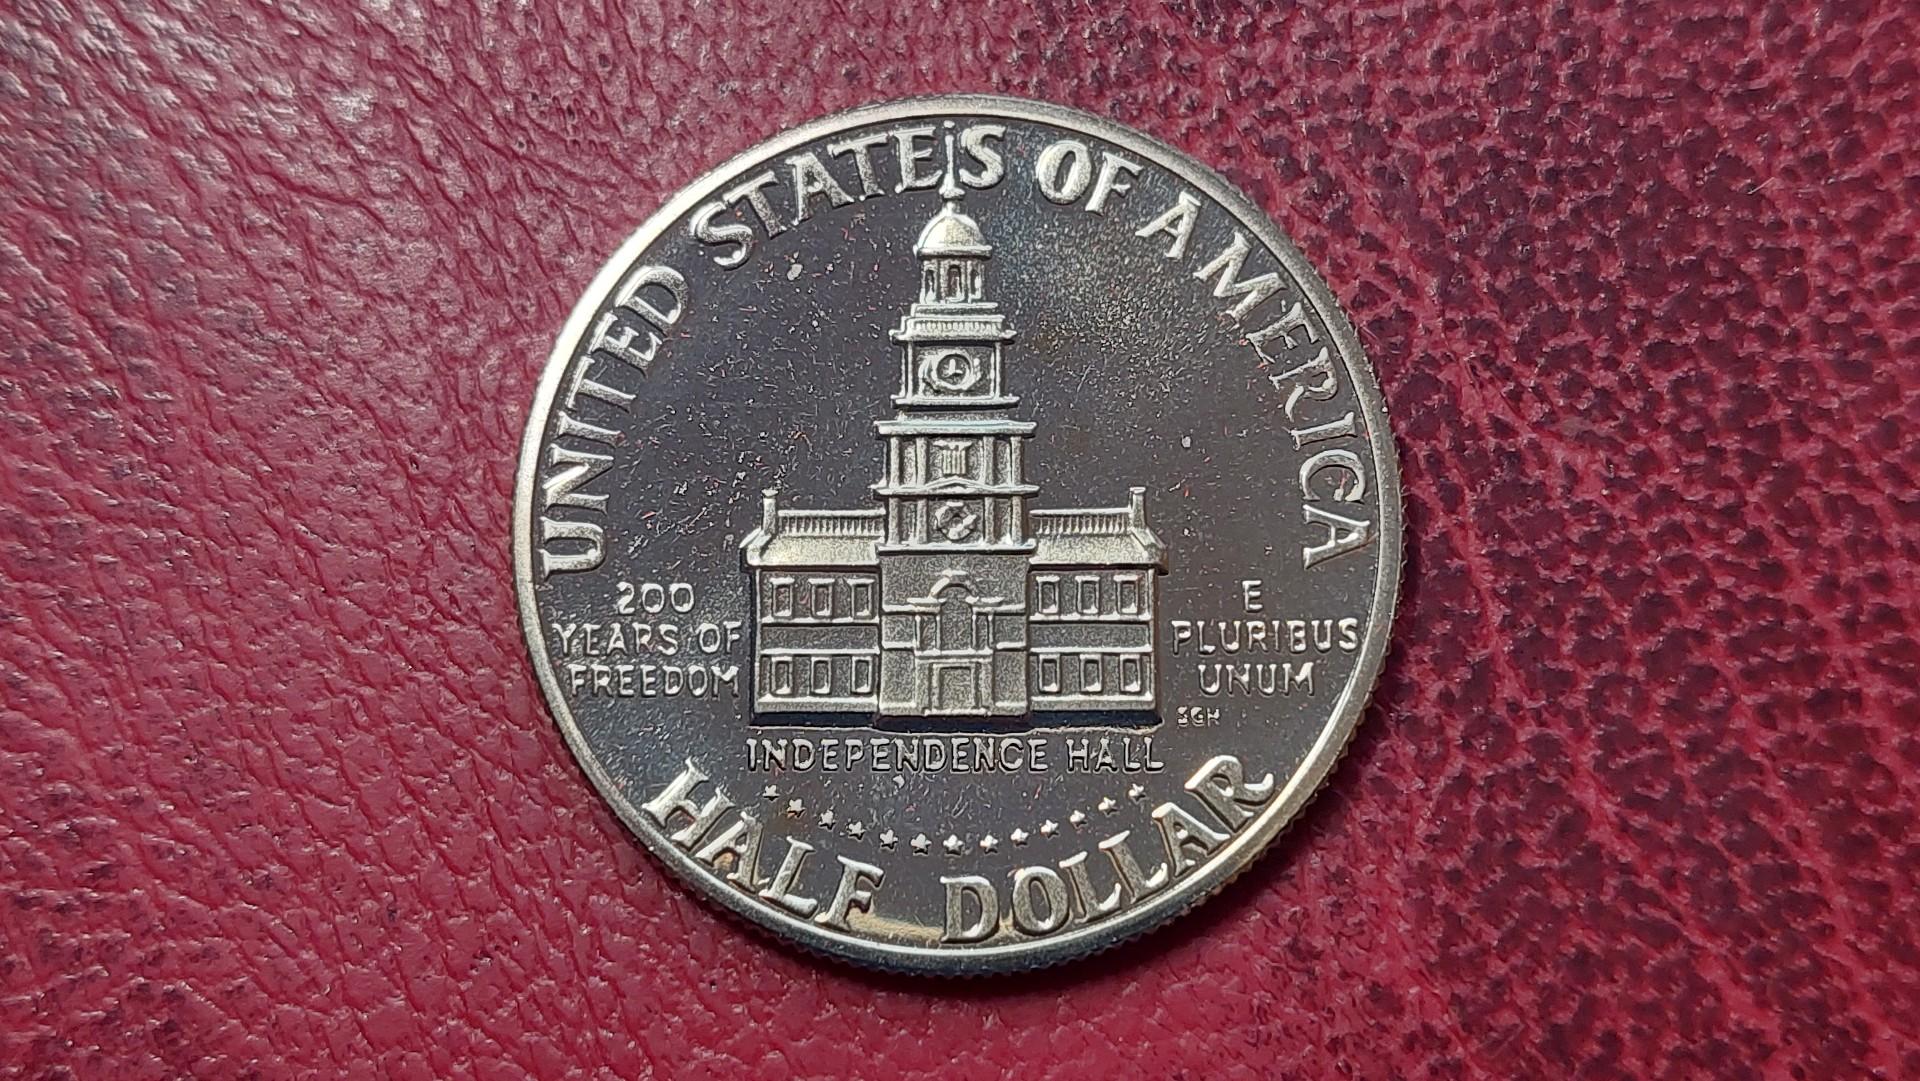 UNITED STATES OF AMERICA
200
YEARS OF
FREEDOM
E
PLURIBUS
UNUM
SGH
INDEPENDENCE HALL
HALF DOLLAR